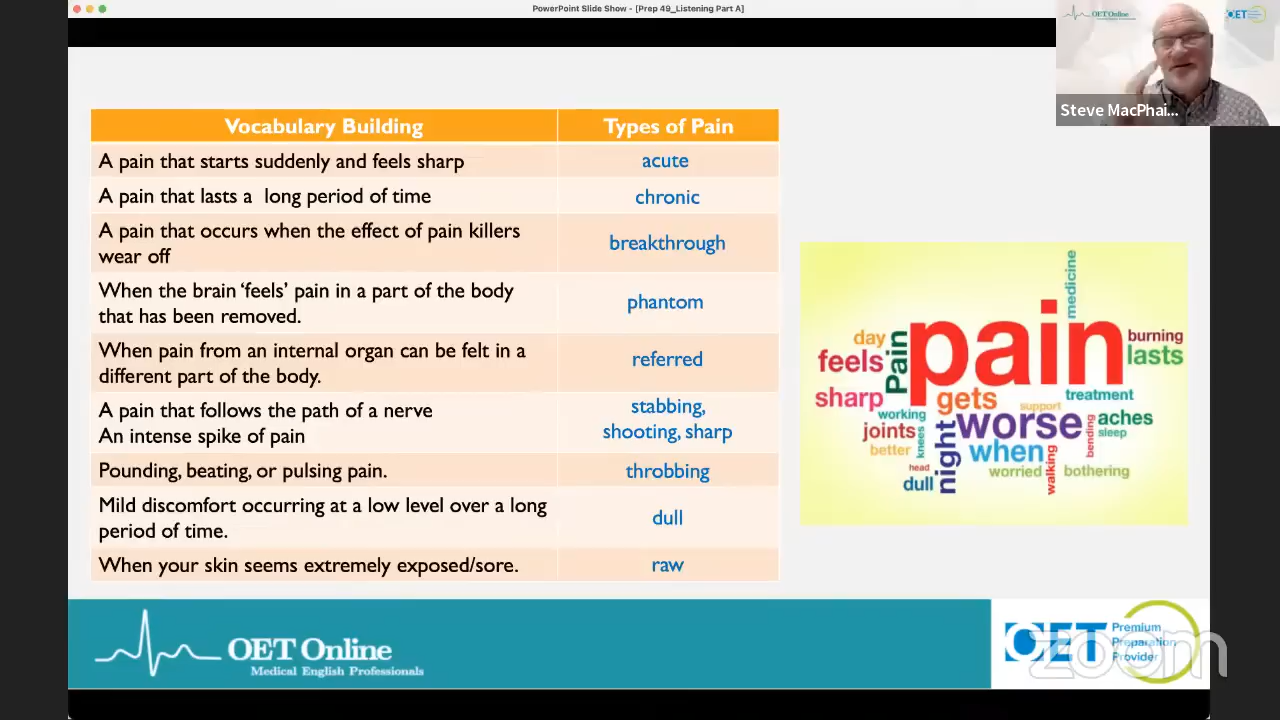 PowerPoint Slide Show - [Prep 49_Listening Part A]
OET Online
OET
Steve MacPhai...
Vocabulary Building
Types of Pain
A pain that starts suddenly and feels sharp
acute
A pain that lasts a  long period of time
chronic
A pain that occurs when the effect of pain killers
wear off
breakthrough
When the brain ‘feels’ pain in a part of the body
that has been removed.
phantom
When pain from an internal organ can be felt in a
different part of the body.
referred
A pain that follows the path of a nerve
An intense spike of pain
stabbing,
shooting, sharp
Pounding, beating, or pulsing pain.
throbbing
Mild discomfort occurring at a low level over a long
period of time.
dull
When your skin seems extremely exposed/sore.
raw
medicine
day
Pain
pain
burning
feels
lasts
sharp
gets
treatment
working
support
worse
aches
joints
knees
night
when
bending
sleep
better
head
worried
walking
bothering
dull
OET Online
Medical English Professionals
OET
Premium
Preparation
Provider
zoom